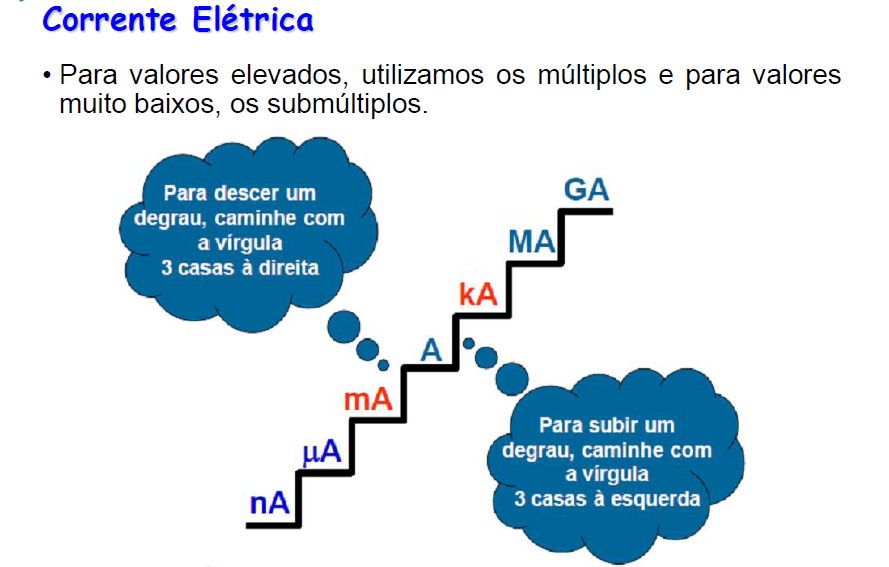 Corrente Elétrica
• Para valores elevados, utilizamos os múltiplos e para valores
muito baixos, os submúltiplos.
Para descer um
degrau, caminhe com
a vírgula
3 casas à direita
GA
MA
kA
A
mA
µA
nA
Para subir um
degrau, caminhe com
a vírgula
3 casas à esquerda